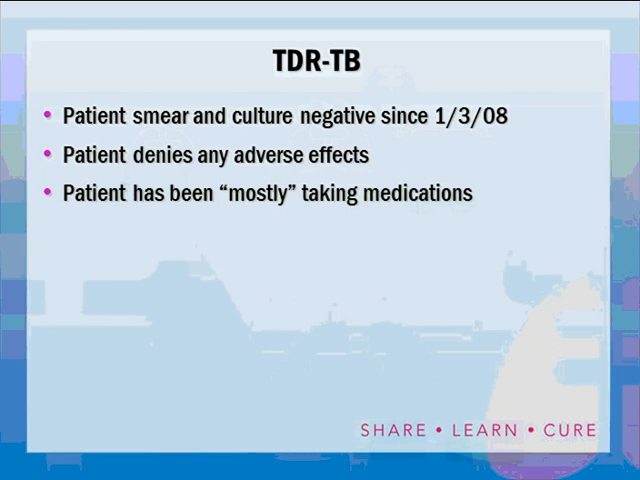 TDR-TB
• Patient smear and culture negative since 1/3/08
• Patient denies any adverse effects
• Patient has been “mostly” taking medications
SHARE • LEARN • CURE